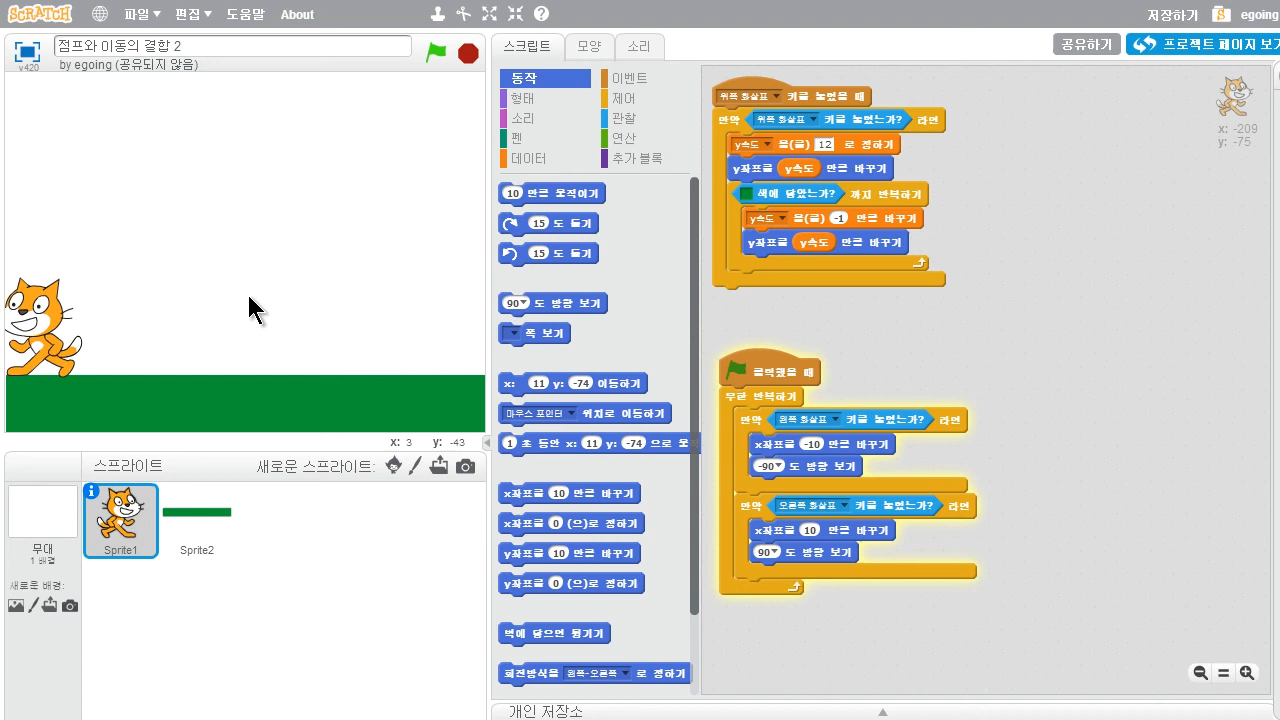 SCRATCH
파일 ▼ 편집 ▼ 도움말 About
저장하기 egoing
v420
점프와 이동의 결합 2
by egoing (공유되지 않음)
스크립트 모양 소리
공유하기 프로젝트 페이지 보기
동작 이벤트
형태 제어
소리 관찰
펜 연산
데이터 추가 블록
10 만큼 움직이기
15 도 돌기
15 도 돌기
90▼ 도 방향 보기
▼ 쪽 보기
x: 11 y: -74 이동하기
마우스 포인터 ▼ 위치로 이동하기
1 초 동안 x: 11 y: -74 으로 움
x좌표를 10 만큼 바꾸기
x좌표를 0 (으)로 정하기
y좌표를 10 만큼 바꾸기
y좌표를 0 (으)로 정하기
벽에 닿으면 튕기기
회전방식을 왼쪽-오른쪽 ▼ 로 정하기
위쪽 화살표 ▼ 키를 눌렀을 때
만약 위쪽 화살표 ▼ 키를 눌렀는가? 라면
y속도 ▼ 을(를) 12 로 정하기
y좌표를 y속도 만큼 바꾸기
색에 닿았는가? 까지 반복하기
y속도 ▼ 을(를) -1 만큼 바꾸기
y좌표를 y속도 만큼 바꾸기
클릭했을 때
무한 반복하기
만약 왼쪽 화살표 ▼ 키를 눌렀는가? 라면
x좌표를 -10 만큼 바꾸기
-90▼ 도 방향 보기
만약 오른쪽 화살표 ▼ 키를 눌렀는가? 라면
x좌표를 10 만큼 바꾸기
90▼ 도 방향 보기
x: -209
y: -75
x: 3 y: -43
스프라이트 새로운 스프라이트:
무대
1 배경
Sprite1
Sprite2
새로운 배경:
개인 저장소